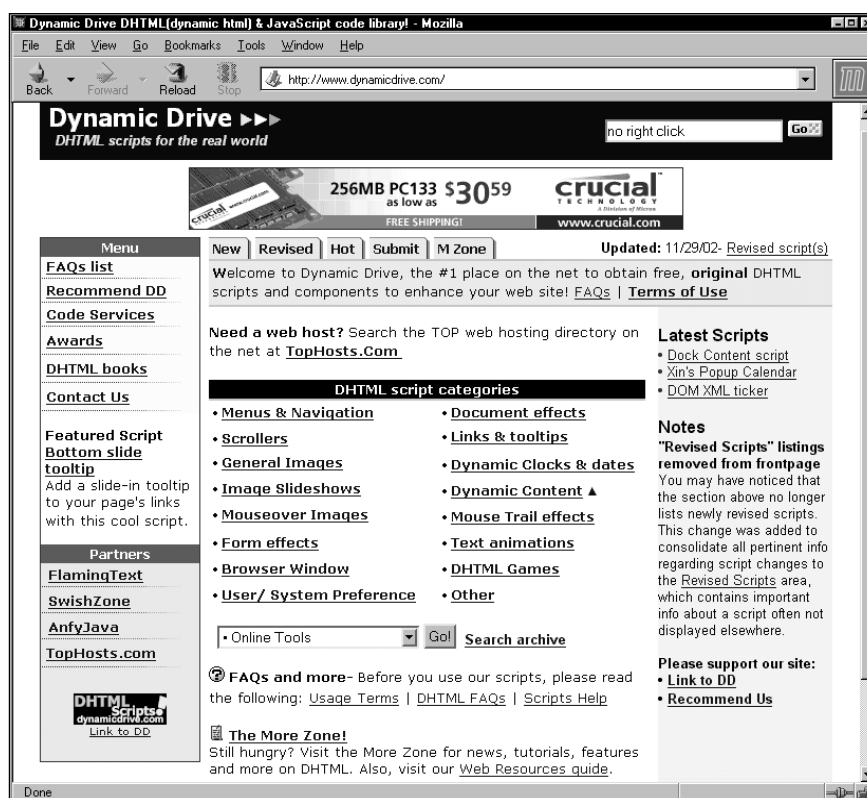 Dynamic Drive DHTML(dynamic html) & JavaScript code library! - Mozilla
File Edit View Go Bookmarks Tools Window Help
Back Forward Reload Stop http://www.dynamicdrive.com/
Dynamic Drive
DHTML scripts for the real world
no right click Go
256MB PC133 as low as $3059
FREE SHIPPING!
crucial
TECHNOLOGY
A Division of Micron
www.crucial.com
Menu
FAQs list
Recommend DD
Code Services
Awards
DHTML books
Contact Us
Featured Script
Bottom slide
tooltip
Add a slide-in tooltip
to your page's links
with this cool script.
Partners
FlamingText
SwishZone
AnfyJava
TopHosts.com
DHTML
Scripts
dynamicdrive.com
Link to DD
New Revised Hot Submit M Zone Updated: 11/29/02- Revised script(s)
Welcome to Dynamic Drive, the #1 place on the net to obtain free, original DHTML
scripts and components to enhance your web site! FAQs | Terms of Use
Need a web host? Search the TOP web hosting directory on
the net at TopHosts.Com
DHTML script categories
• Menus & Navigation
• Scrollers
• General Images
• Image Slideshows
• Mouseover Images
• Form effects
• Browser Window
• User/ System Preference
• Document effects
• Links & tooltips
• Dynamic Clocks & dates
• Dynamic Content ▲
• Mouse Trail effects
• Text animations
• DHTML Games
• Other
• Online Tools Go! Search archive
FAQs and more- Before you use our scripts, please read
the following: Usage Terms | DHTML FAQs | Scripts Help
The More Zone!
Still hungry? Visit the More Zone for news, tutorials, features
and more on DHTML. Also, visit our Web Resources guide.
Latest Scripts
• Dock Content script
• Xin's Popup Calendar
• DOM XML ticker
Notes
"Revised Scripts" listings
removed from frontpage
You may have noticed that
the section above no longer
lists newly revised scripts.
This change was added to
consolidate all pertinent info
regarding script changes to
the Revised Scripts area,
which contains important
info about a script often not
displayed elsewhere.
Please support our site:
• Link to DD
• Recommend Us
Done